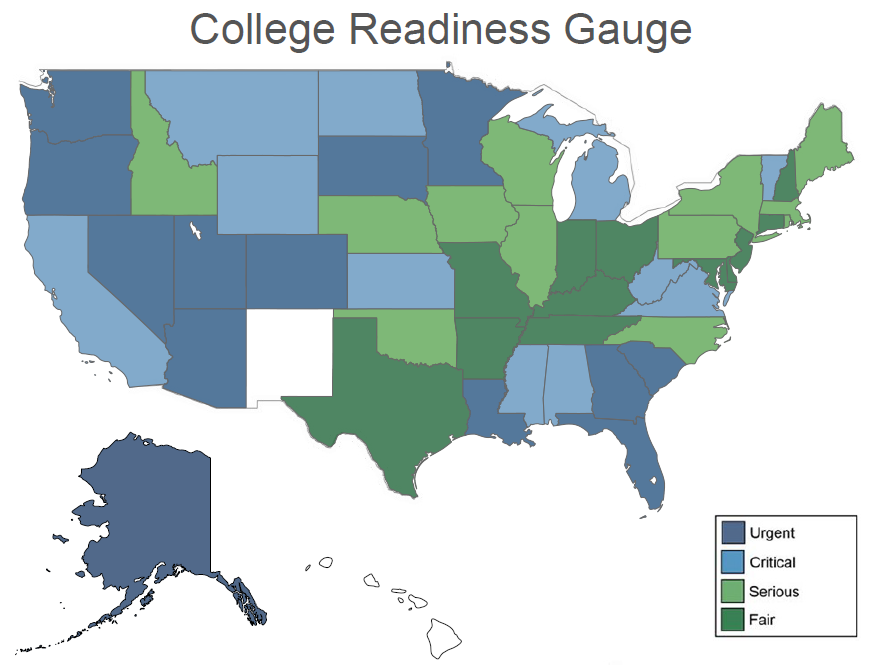 College Readiness Gauge
Urgent
Critical
Serious
Fair